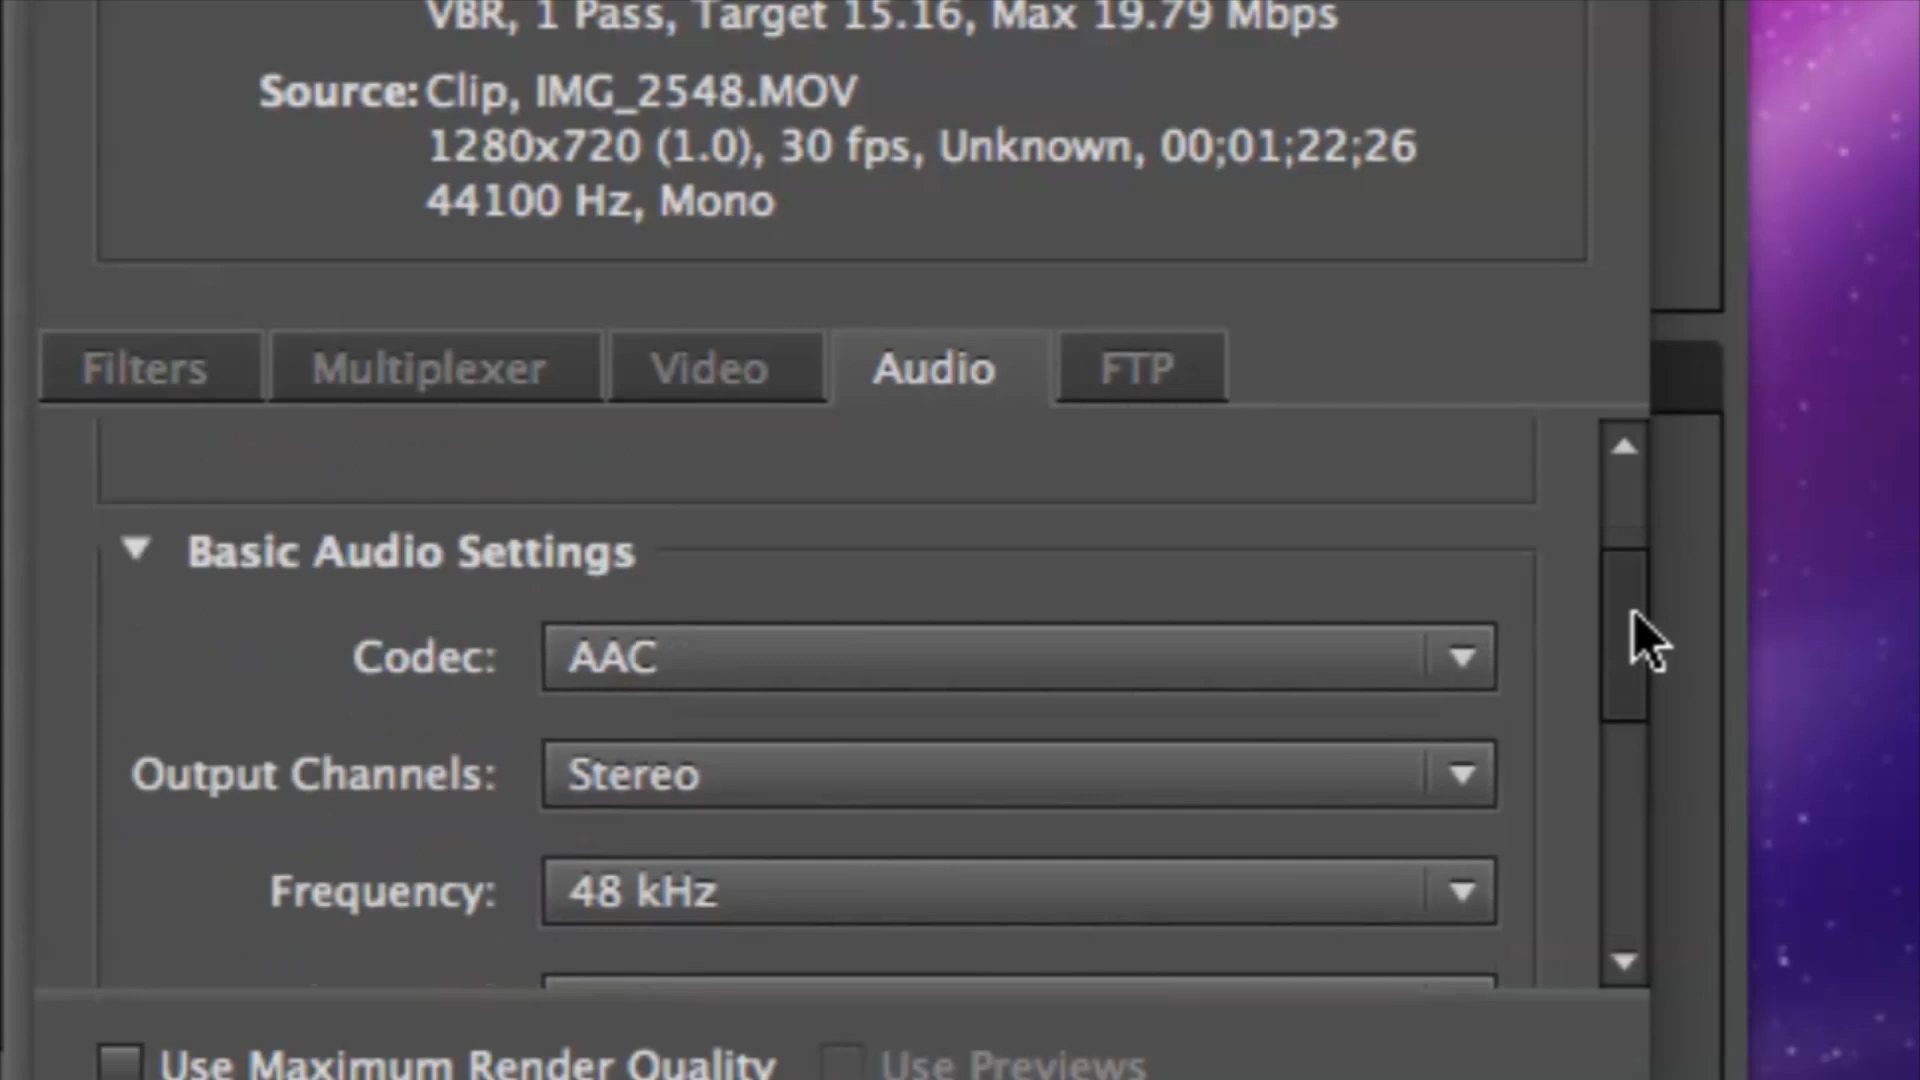 VBR, 1 Pass, Target 15.16, Max 19.79 Mbps
Source: Clip, IMG_2548.MOV
1280x720 (1.0), 30 fps, Unknown, 00;01;22;26
44100 Hz, Mono
Filters Multiplexer Video Audio FTP
Basic Audio Settings
Codec: AAC
Output Channels: Stereo
Frequency: 48 kHz
Use Maximum Render Quality Use Previews